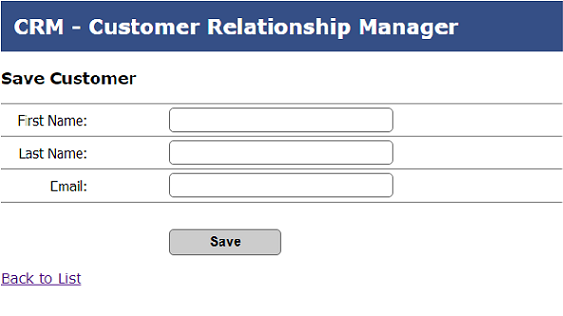 CRM - Customer Relationship Manager
Save Customer
First Name:
Last Name:
Email:
Save
Back to List